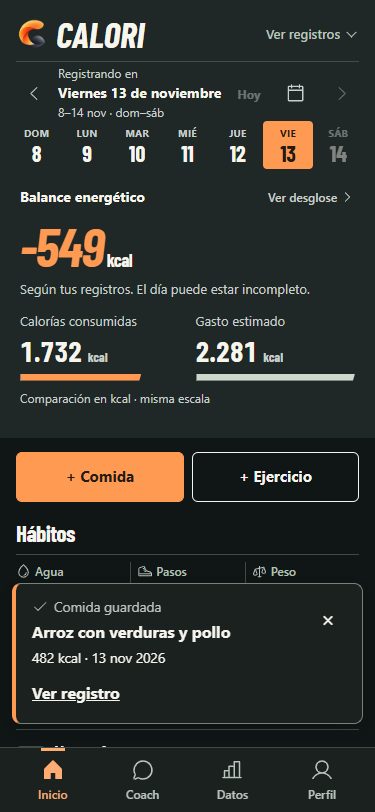 CALORI
Ver registros
Registrando en
Viernes 13 de noviembre
Hoy
8–14 nov · dom–sáb
DOM LUN MAR MIÉ JUE VIE SÁB
8 9 10 11 12 13 14
Balance energético
Ver desglose
-549 kcal
Según tus registros. El día puede estar incompleto.
Calorías consumidas Gasto estimado
1.732 kcal 2.281 kcal
Comparación en kcal · misma escala
+ Comida + Ejercicio
Hábitos
Agua Pasos Peso
Comida guardada
Arroz con verduras y pollo
482 kcal · 13 nov 2026
Ver registro
Inicio Coach Datos Perfil